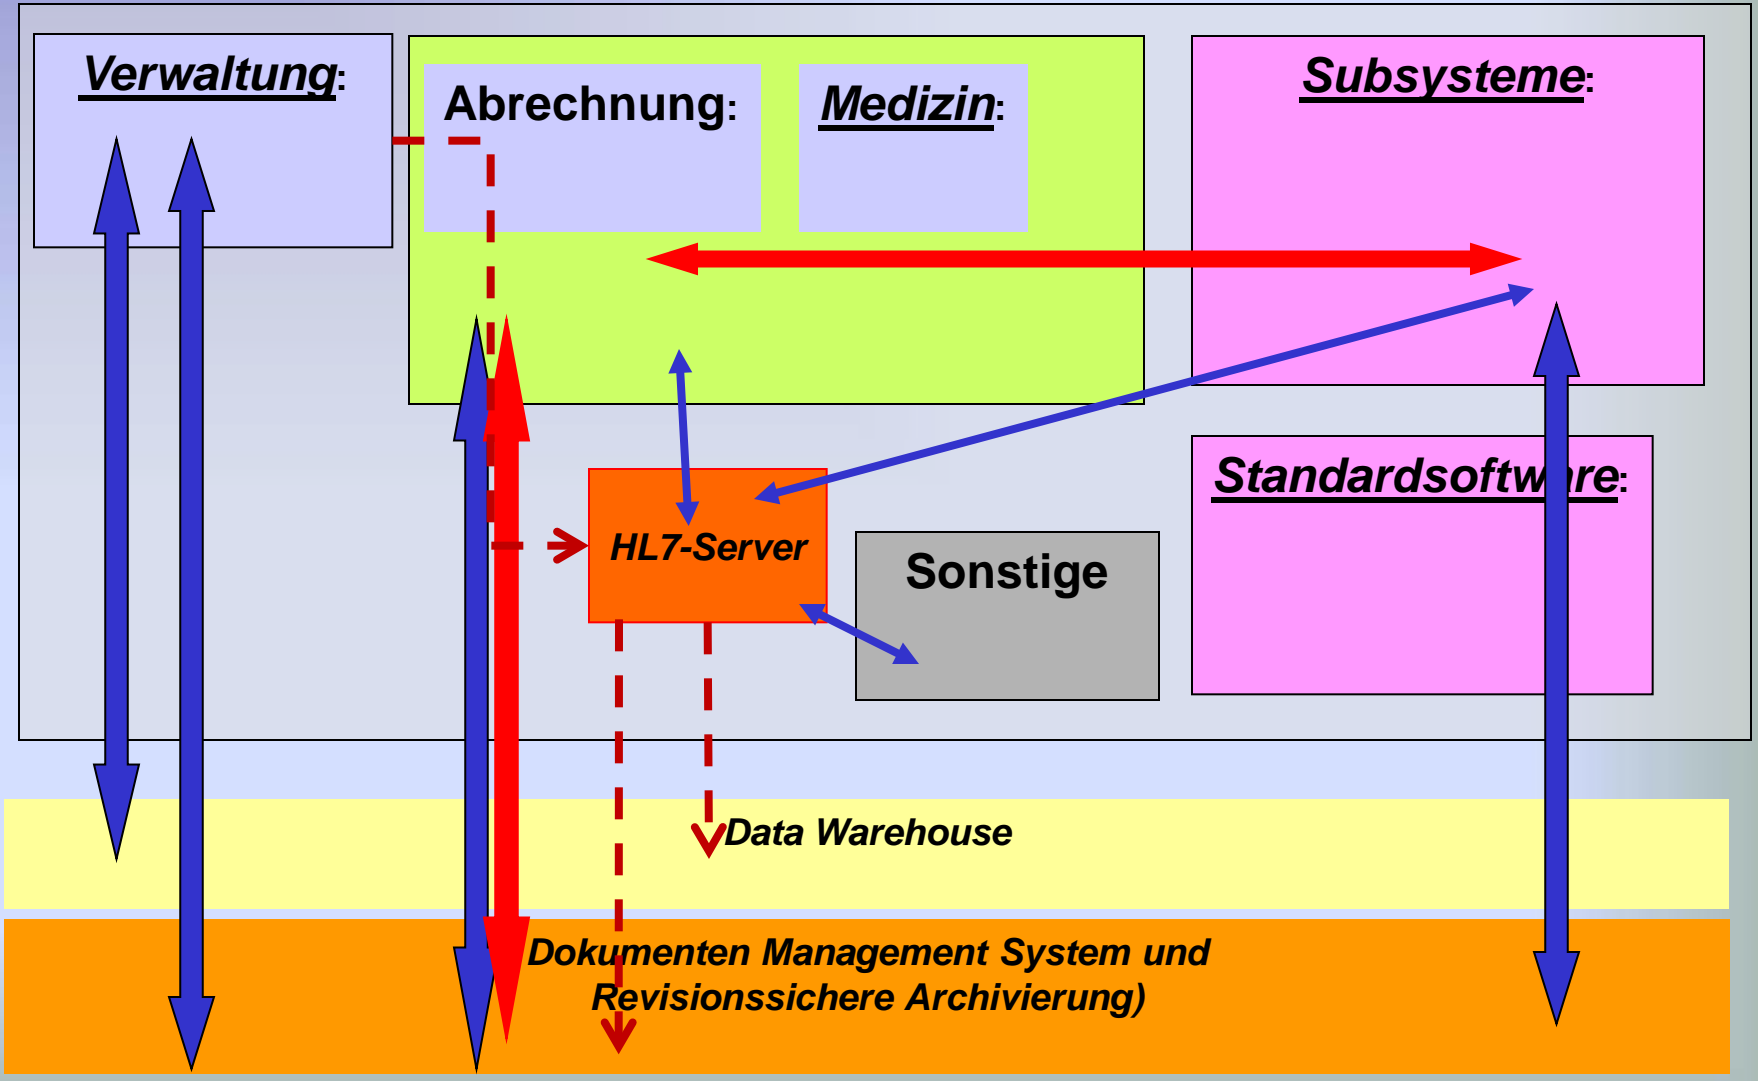 Verwaltung:
Abrechnung:
Medizin:
Subsysteme:
Standardsoftware:
HL7-Server
Sonstige
Data Warehouse
Dokumenten Management System und
Revisionssichere Archivierung)